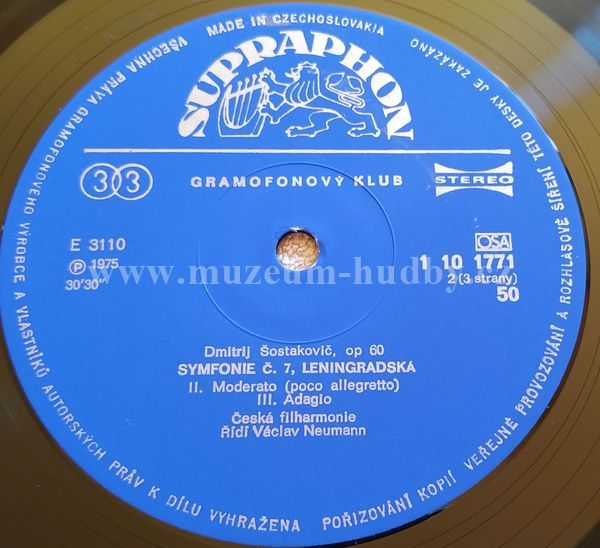 MADE IN CZECHOSLOVAKIA
SUPRAPHON
33
GRAMOFONOVÝ KLUB
STEREO
E 3110
Ⓟ 1975
30'30"
OSA
1 10 1771
2 (3 strany)
50
www.muzeum-hudby.cz
Dmitrij Šostakovič, op 60
SYMFONIE Č. 7, LENINGRADSKÁ
II. Moderato (poco allegretto)
III. Adagio
Česká filharmonie
Řídí Václav Neumann
VŠECHNA PRÁVA GRAMOFONOVÉHO VÝROBCE A VLASTNÍKŮ AUTORSKÝCH PRÁV K DÍLU VYHRAŽENA
POŘIZOVÁNÍ KOPIÍ VEŘEJNÉ PROVOZOVÁNÍ A ROZHLASOVÉ ŠÍŘENÍ TÉTO DESKY JE ZAKÁZÁNO